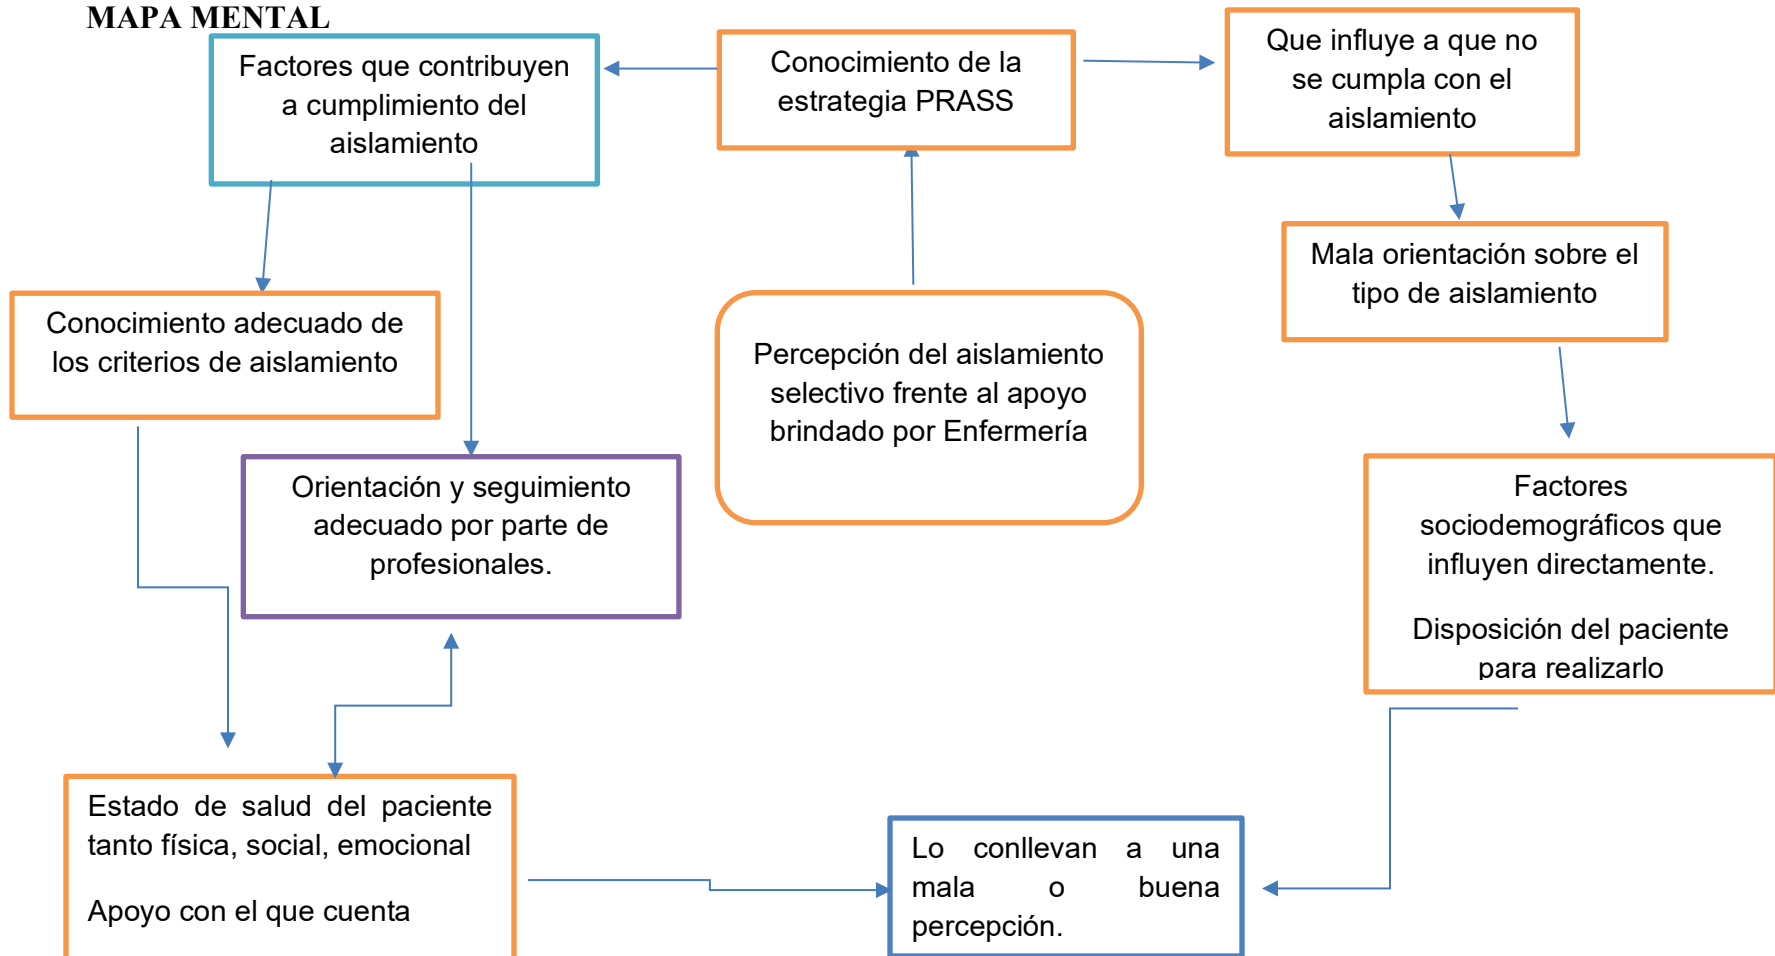 MAPA MENTAL
Factores que contribuyen
a cumplimiento del
aislamiento
Conocimiento de la
estrategia PRASS
Que influye a que no
se cumpla con el
aislamiento
Mala orientación sobre el
tipo de aislamiento
Conocimiento adecuado de
los criterios de aislamiento
Percepción del aislamiento
selectivo frente al apoyo
brindado por Enfermería
Orientación y seguimiento
adecuado por parte de
profesionales.
Factores
sociodemográficos que
influyen directamente.
Disposición del paciente
para realizarlo
Estado de salud del paciente
tanto física, social, emocional
Apoyo con el que cuenta
Lo conllevan a una
mala o buena
percepción.